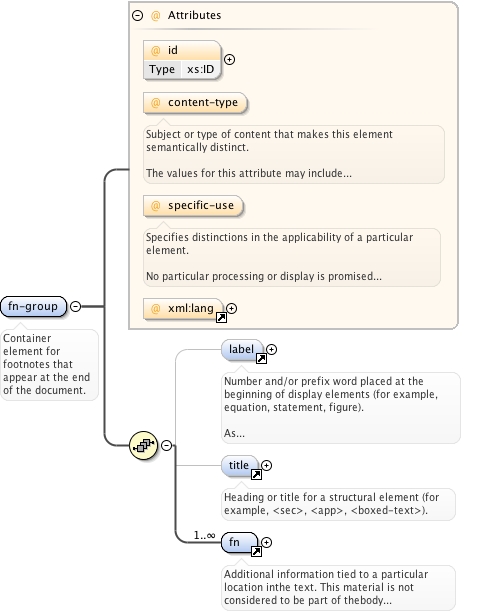 Attributes
@ id
Type xs:ID
@ content-type
Subject or type of content that makes this element
semantically distinct.
The values for this attribute may include...
@ specific-use
Specifies distinctions in the applicability of a particular
element.
No particular processing or display is promised...
@ xml:lang
fn-group
Container
element for
footnotes that
appear at the end
of the document.
label
Number and/or prefix word placed at the
beginning of display elements (for example,
equation, statement, figure).
As...
title
Heading or title for a structural element (for
example, <sec>, <app>, <boxed-text>).
1..∞
fn
Additional information tied to a particular
location inthe text. This material is not
considered to be part of thebody...